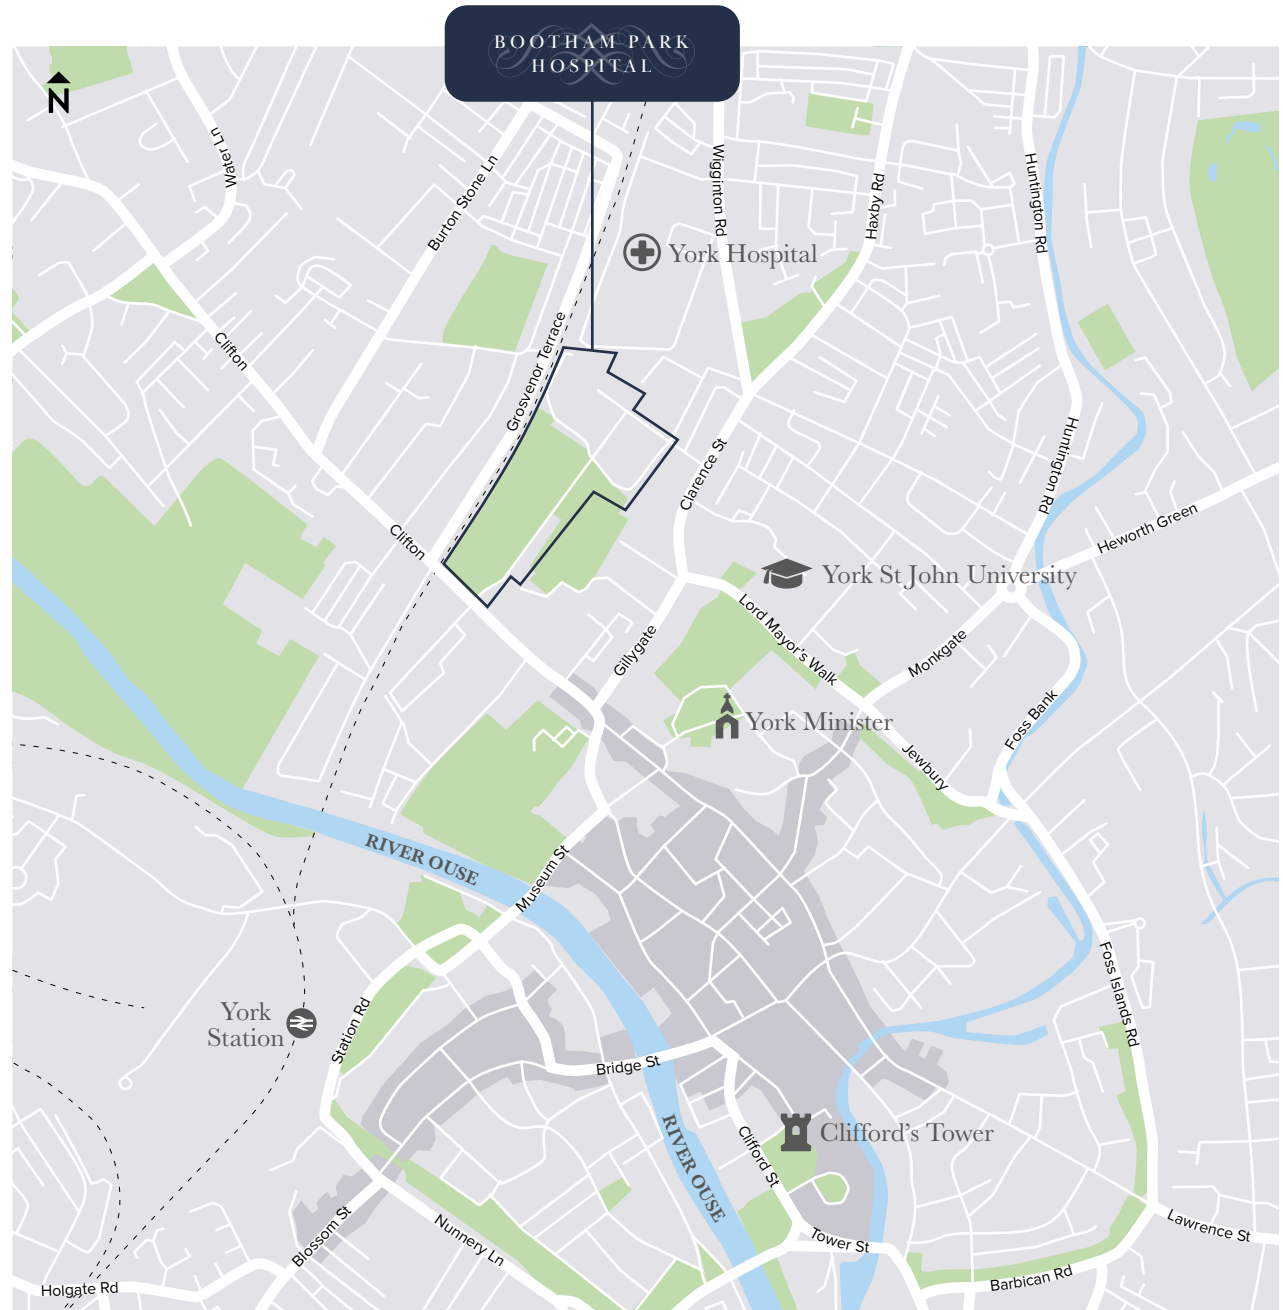 BOOTHAM PARK
HOSPITAL
N
Water Ln
Burton Stone Ln
Wigginton Rd
Haxby Rd
Huntington Rd
York Hospital
Clifton
Grosvenor Terrace
Clarence St
Huntington Rd
Heworth Green
Clifton
York St John University
Lord Mayor's Walk
Gillygate
Monkgate
York Minister
Foss Bank
Jewbury
RIVER OUSE
Museum St
Foss Islands Rd
York
Station
Station Rd
Bridge St
RIVER OUSE
Clifford St
Clifford's Tower
Blossom St
Nunnery Ln
Tower St
Lawrence St
Barbican Rd
Holgate Rd